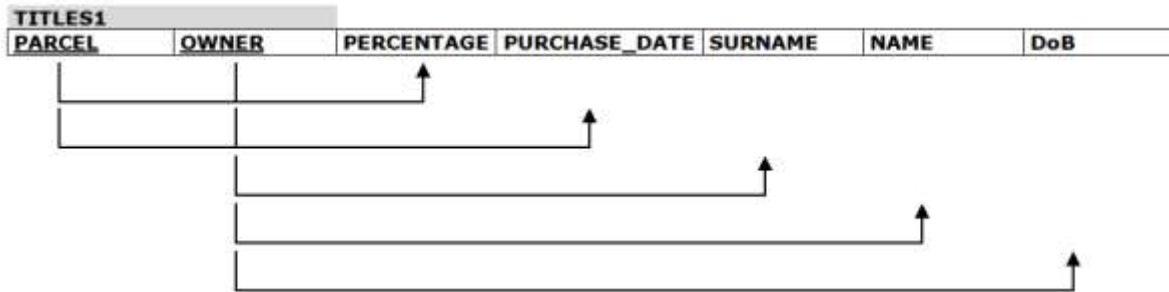 TITLES1
PARCEL OWNER PERCENTAGE PURCHASE_DATE SURNAME NAME DoB